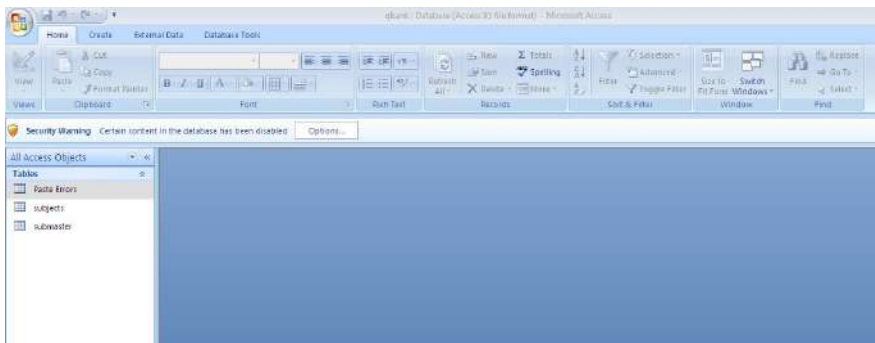 qbank : Database (Access 2007 file format) - Microsoft Access
Home Create External Data Database Tools
View
Views
Paste
Cut
Copy
Format Painter
Clipboard
B I U A
Font
Rich Text
Refresh All
New
Save
Delete
Totals
Spelling
More
Records
Filter
Selection
Advanced
Toggle Filter
Sort & Filter
Size to Fit Form
Switch Windows
Window
Find
Replace
Go To
Select
Find
Security Warning Certain content in the database has been disabled Options...
All Access Objects
Tables
Paste Errors
subjects
submaster